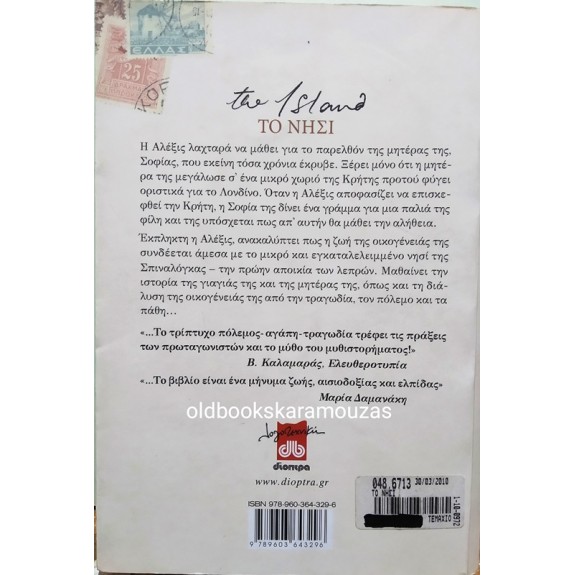 ΕΛΛΑΣ
25
the Island
ΤΟ ΝΗΣΙ
Η Αλέξις λαχταρά να μάθει για το παρελθόν της μητέρας της,
Σοφίας, που εκείνη τόσα χρόνια έκρυβε. Ξέρει μόνο ότι η μητέ-
ρα της μεγάλωσε σ' ένα μικρό χωριό της Κρήτης προτού φύγει
οριστικά για το Λονδίνο. Όταν η Αλέξις αποφασίζει να επισκε-
φθεί την Κρήτη, η Σοφία της δίνει ένα γράμμα για μια παλιά της
φίλη και της υπόσχεται πως απ' αυτήν θα μάθει την αλήθεια.
Έκπληκτη η Αλέξις, ανακαλύπτει πως η ζωή της οικογένειάς της
συνδέεται άμεσα με το μικρό και εγκαταλελειμμένο νησί της
Σπιναλόγκας – την πρώην αποικία των λεπρών. Μαθαίνει την
ιστορία της γιαγιάς της και της μητέρας της, όπως και τη διά-
λυση της οικογένειάς της από την τραγωδία, τον πόλεμο και τα
πάθη…
«...Το τρίπτυχο πόλεμος-αγάπη-τραγωδία τρέφει τις πράξεις
των πρωταγωνιστών και το μύθο του μυθιστορήματος!»
Β. Καλαμαράς, Ελευθεροτυπία
«...Το βιβλίο είναι ένα μήνυμα ζωής, αισιοδοξίας και ελπίδας»
Μαρία Δαμανάκη
oldbookskaramouzas
διοπτρα
www.dioptra.gr
ISBN 978-960-364-329-6
9 789603 643296
048.6713 30/03/2010
ΤΟ ΝΗΣΙ
ΤΕΜΑΧΙΟ
1-10-0972